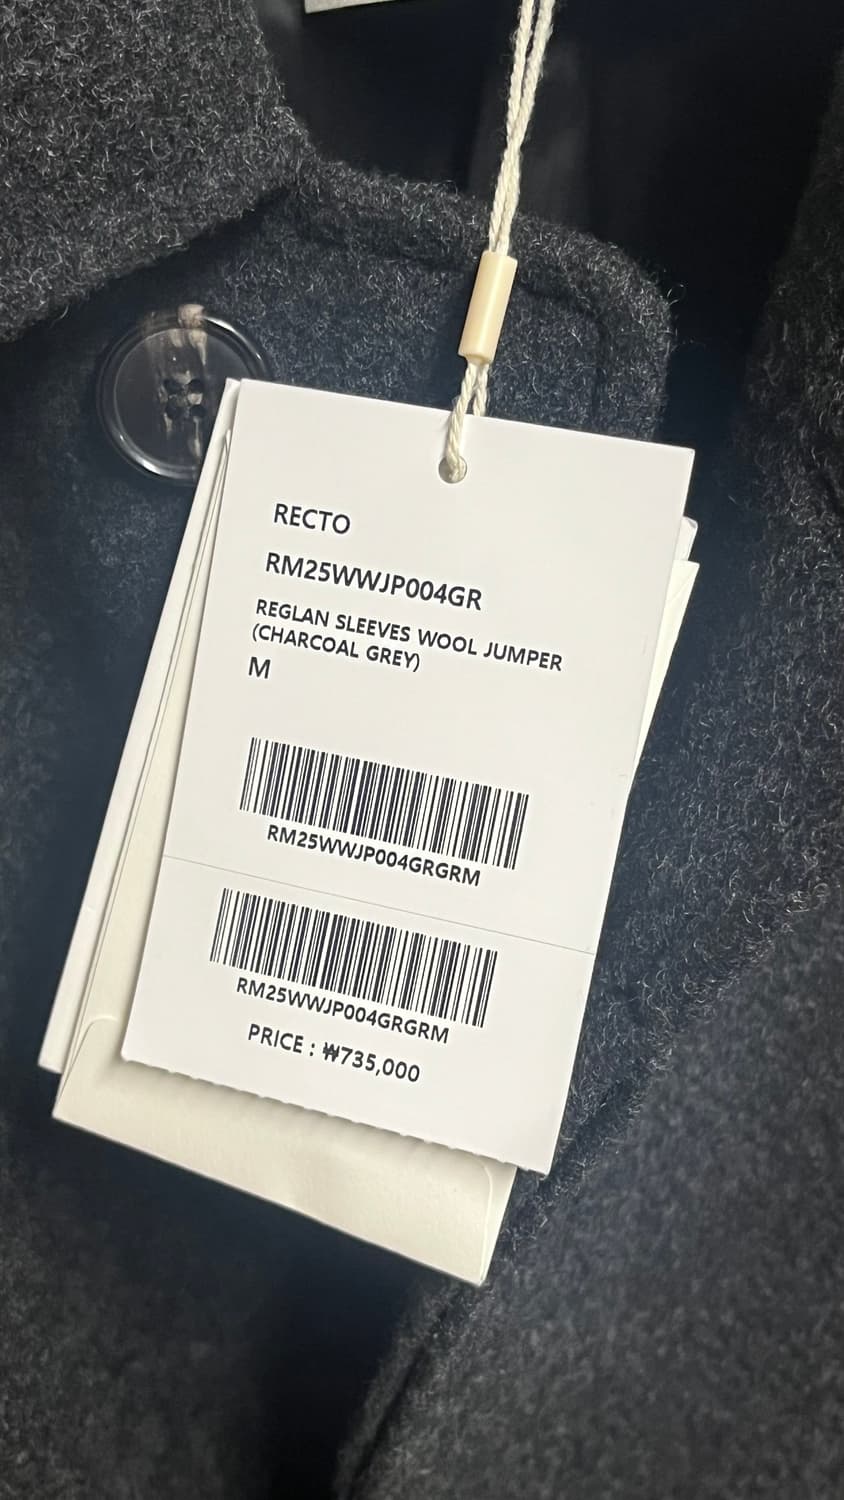 RECTO
RM25WWJP004GR
REGLAN SLEEVES WOOL JUMPER
(CHARCOAL GREY)
M
RM25WWJP004GRGRM
RM25WWJP004GRGRM
PRICE : ₩735,000